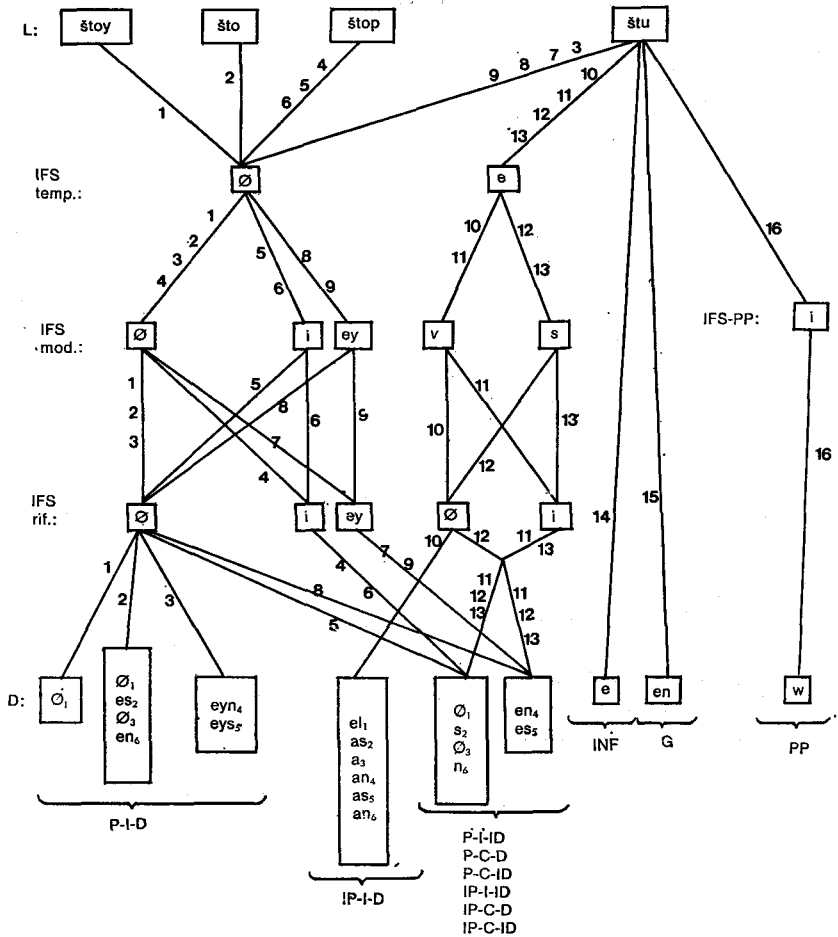 L: štoy što štop štu
3
7
8
9
4
5
6
2
1
10
11
12
13
IFS
temp.:
Ø e
1
2
3
4
5
6
8
9
10
11
12
13
16
IFS
mod.:
Ø i ey v s
IFS-PP: i
1
2
3
5
8
6
9
7
4
10
11
12
13
14
15
16
IFS
rif.:
Ø i ey Ø i
1
2
3
8
5
4
6
7
9
10
12
11
13
11
12
13
11
12
13
D: Ø₁
Ø₁
es₂
Ø₃
en₆
eyn₄
eys₅
el₁
as₂
a₃
an₄
as₅
an₆
Ø₁
s₂
Ø₃
n₆
en₄
es₅
e en w
INF G PP
P-I-D
IP-I-D
P-I-ID
P-C-D
P-C-ID
IP-I-ID
IP-C-D
IP-C-ID